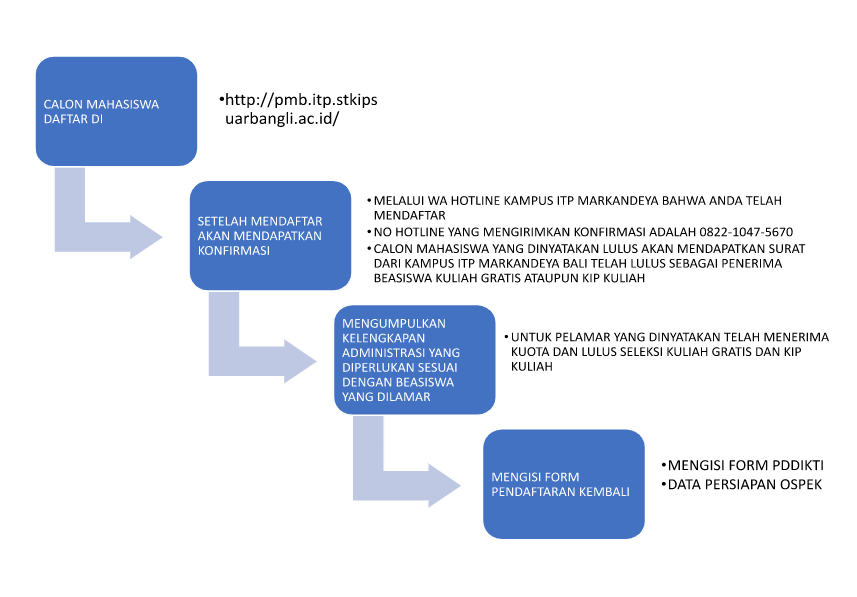 CALON MAHASISWA
DAFTAR DI
•http://pmb.itp.stkips
uarbangli.ac.id/
SETELAH MENDAFTAR
AKAN MENDAPATKAN
KONFIRMASI
•MELALUI WA HOTLINE KAMPUS ITP MARKANDEYA BAHWA ANDA TELAH
MENDAFTAR
•NO HOTLINE YANG MENGIRIMKAN KONFIRMASI ADALAH 0822-1047-5670
•CALON MAHASISWA YANG DINYATAKAN LULUS AKAN MENDAPATKAN SURAT
DARI KAMPUS ITP MARKANDEYA BALI TELAH LULUS SEBAGAI PENERIMA
BEASISWA KULIAH GRATIS ATAUPUN KIP KULIAH
MENGUMPULKAN
KELENGKAPAN
ADMINISTRASI YANG
DIPERLUKAN SESUAI
DENGAN BEASISWA
YANG DILAMAR
•UNTUK PELAMAR YANG DINYATAKAN TELAH MENERIMA
KUOTA DAN LULUS SELEKSI KULIAH GRATIS DAN KIP
KULIAH
MENGISI FORM
PENDAFTARAN KEMBALI
•MENGISI FORM PDDIKTI
•DATA PERSIAPAN OSPEK